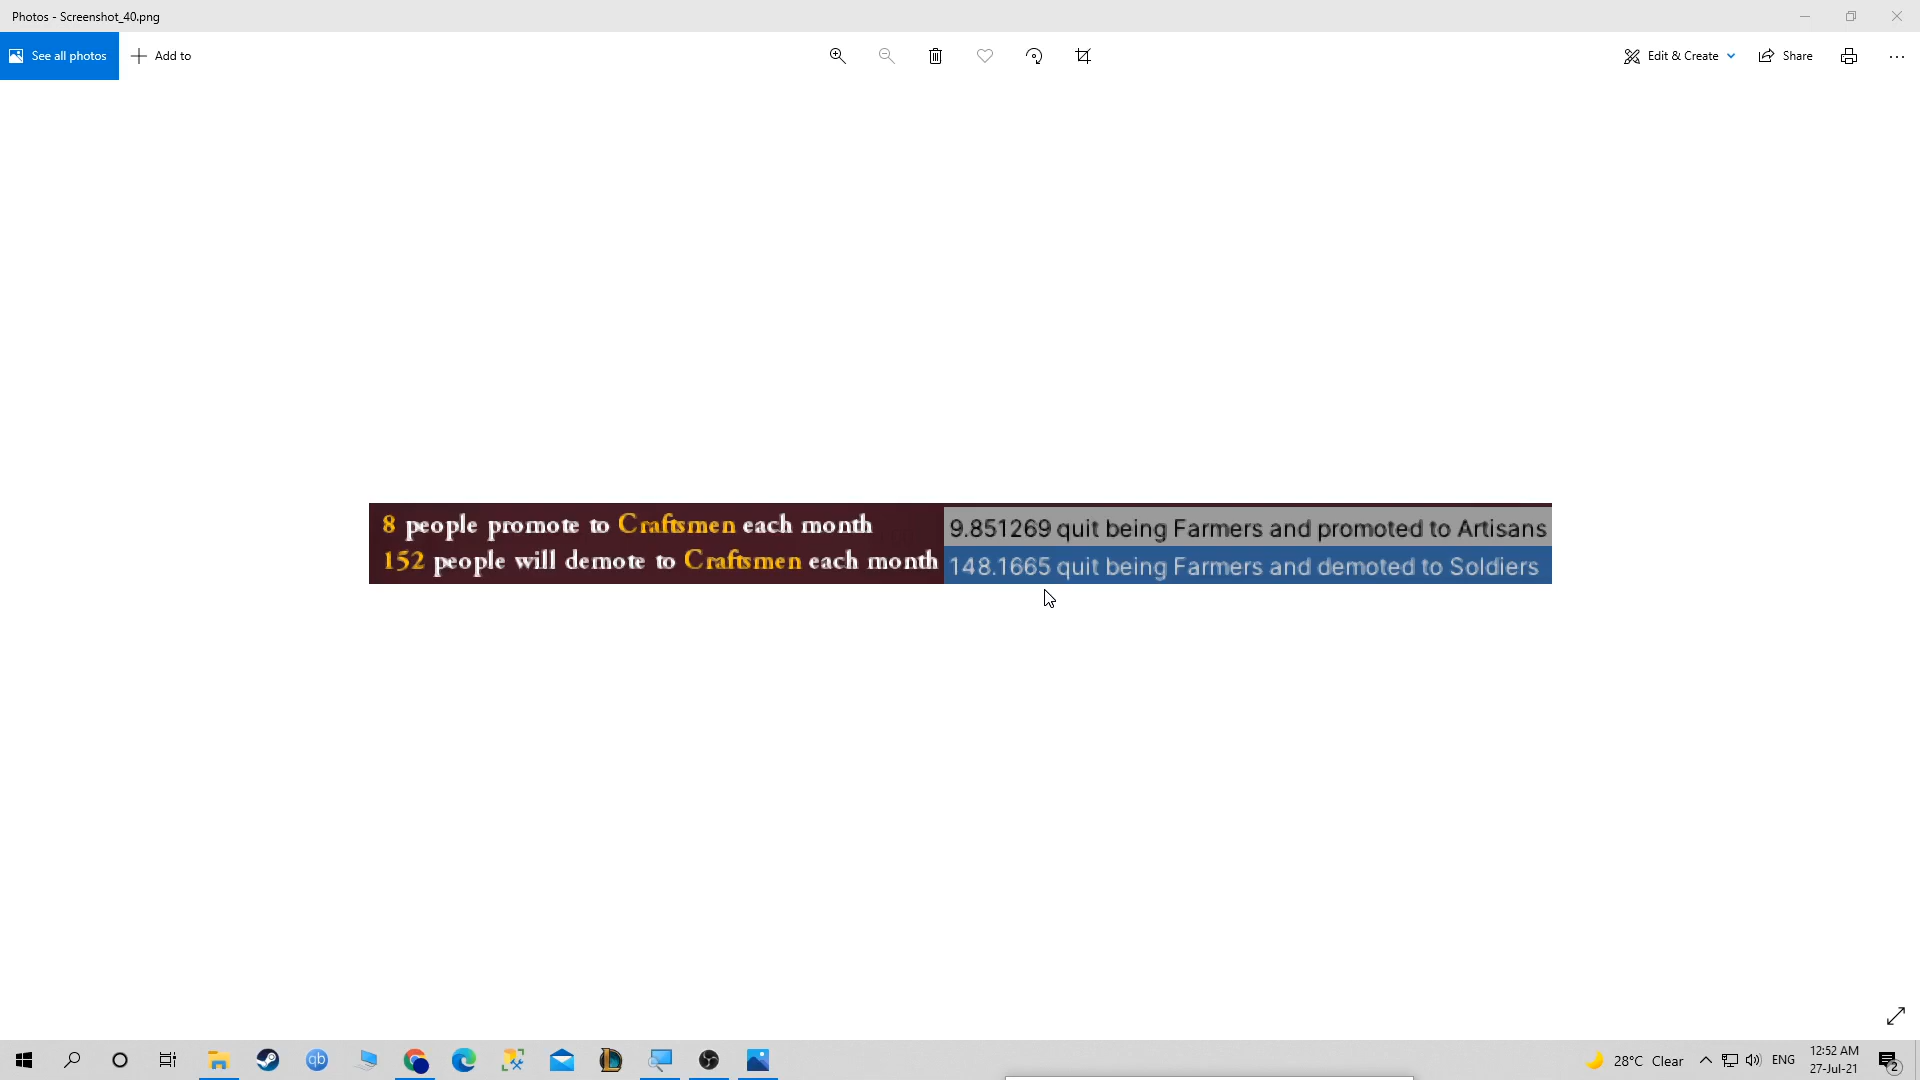 Photos - Screenshot_40.png
See all photos
Add to
Edit & Create
Share
8 people promote to Craftsmen each month
9.851269 quit being Farmers and promoted to Artisans
152 people will demote to Craftsmen each month
148.1665 quit being Farmers and demoted to Soldiers
qb
28°C Clear
ENG
12:52 AM
27-Jul-21
2